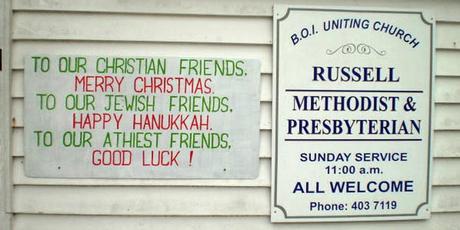 TO OUR CHRISTIAN FRIENDS.
MERRY CHRISTMAS.
TO OUR JEWISH FRIENDS.
HAPPY HANUKKAH.
TO OUR ATHIEST FRIENDS.
GOOD LUCK !
B.O.I. UNITING CHURCH
RUSSELL
METHODIST &
PRESBYTERIAN
SUNDAY SERVICE
11:00 a.m.
ALL WELCOME
Phone: 403 7119